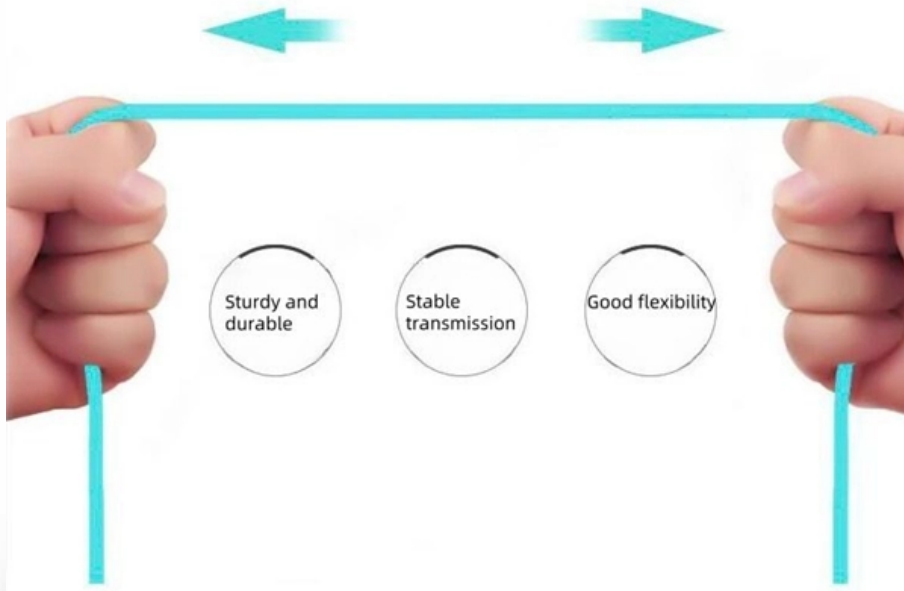 Sturdy and
durable
Stable
transmission
Good flexibility